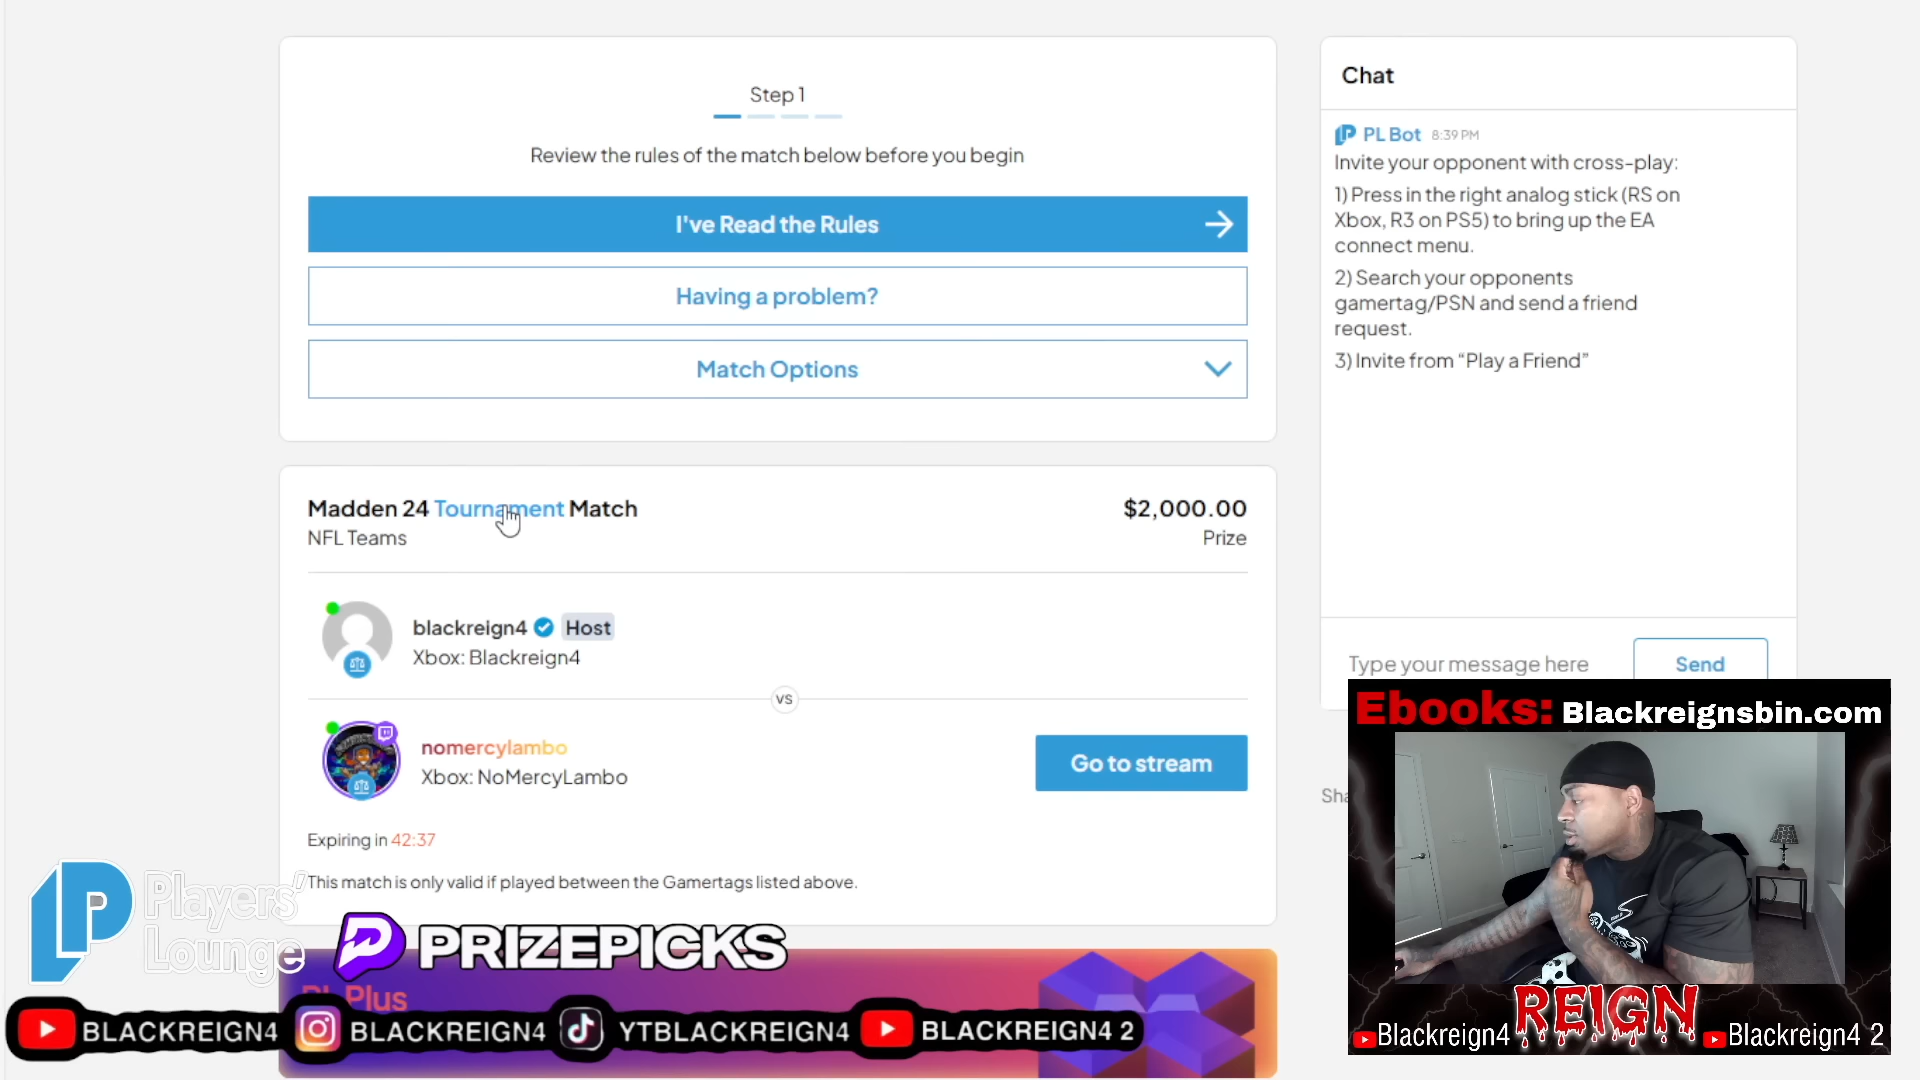 Step 1
Review the rules of the match below before you begin
I've Read the Rules
Having a problem?
Match Options
Madden 24 Tournament Match
$2,000.00
NFL Teams
Prize
blackreign4
Host
Xbox: Blackreign4
VS
nomercylambo
Xbox: NoMercyLambo
Go to stream
Expiring in 42:37
This match is only valid if played between the Gamertags listed above.
Chat
PL Bot 8:39 PM
Invite your opponent with cross-play:
1) Press in the right analog stick (RS on
Xbox, R3 on PS5) to bring up the EA
connect menu.
2) Search your opponents
gamertag/PSN and send a friend
request.
3) Invite from “Play a Friend”
Type your message here
Send
Sha
Ebooks: Blackreignsbin.com
REIGN
Blackreign4
Blackreign4 2
Players'
Lounge
PRIZEPICKS
PL Plus
BLACKREIGN4
BLACKREIGN4
YTBLACKREIGN4
BLACKREIGN4 2